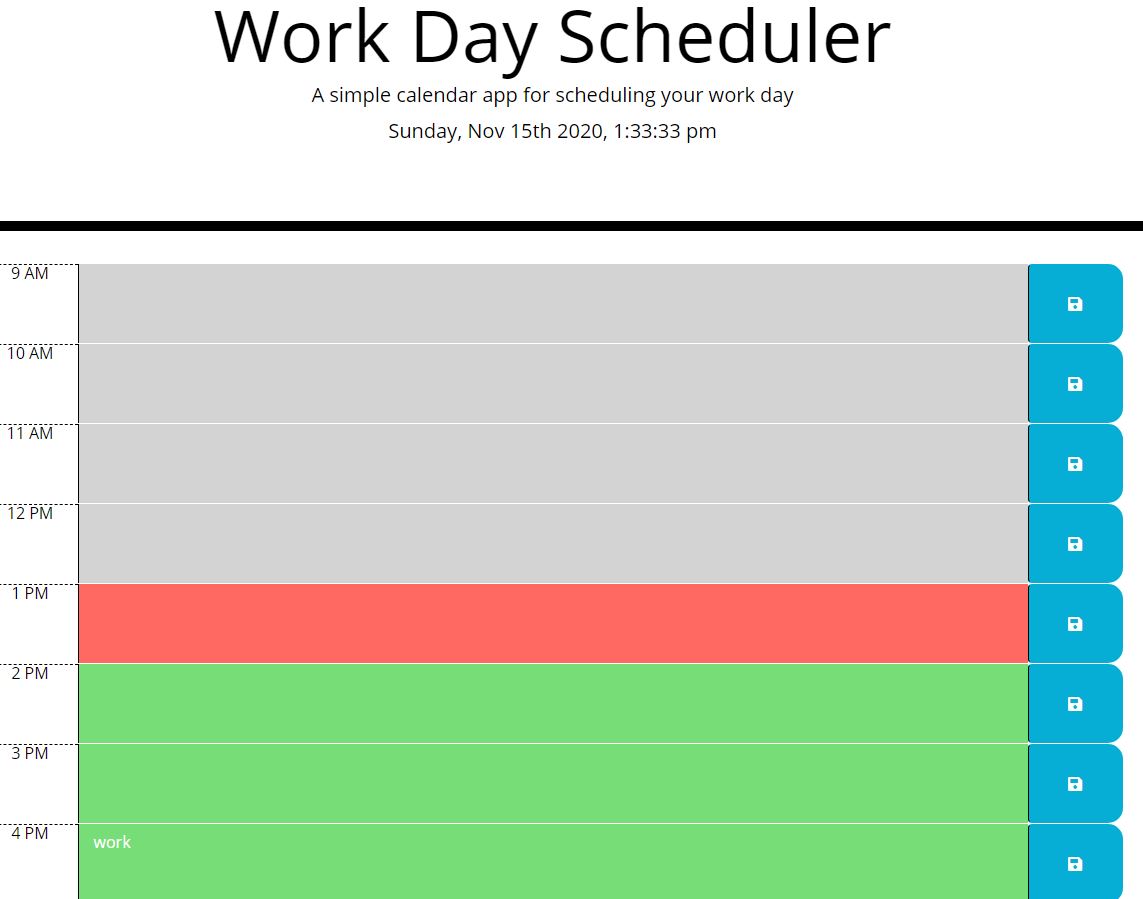 Work Day Scheduler
A simple calendar app for scheduling your work day
Sunday, Nov 15th 2020, 1:33:33 pm
9 AM
10 AM
11 AM
12 PM
1 PM
2 PM
3 PM
4 PM
work